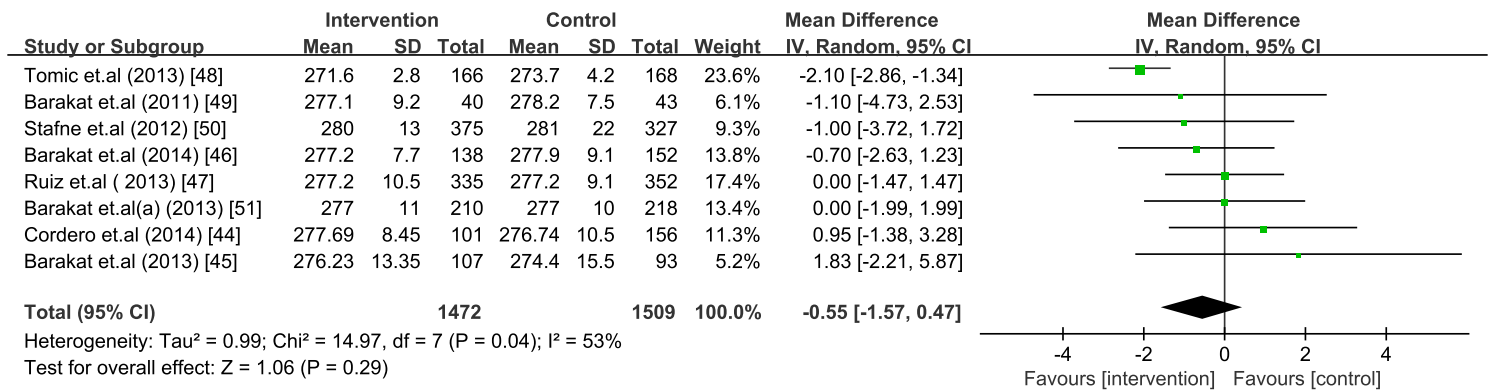 Intervention Control Mean Difference Mean Difference
Study or Subgroup Mean SD Total Mean SD Total Weight IV, Random, 95% CI IV, Random, 95% CI
Tomic et.al (2013) [48] 271.6 2.8 166 273.7 4.2 168 23.6% -2.10 [-2.86, -1.34]
Barakat et.al (2011) [49] 277.1 9.2 40 278.2 7.5 43 6.1% -1.10 [-4.73, 2.53]
Stafne et.al (2012) [50] 280 13 375 281 22 327 9.3% -1.00 [-3.72, 1.72]
Barakat et.al (2014) [46] 277.2 7.7 138 277.9 9.1 152 13.8% -0.70 [-2.63, 1.23]
Ruiz et.al ( 2013) [47] 277.2 10.5 335 277.2 9.1 352 17.4% 0.00 [-1.47, 1.47]
Barakat et.al(a) (2013) [51] 277 11 210 277 10 218 13.4% 0.00 [-1.99, 1.99]
Cordero et.al (2014) [44] 277.69 8.45 101 276.74 10.5 156 11.3% 0.95 [-1.38, 3.28]
Barakat et.al (2013) [45] 276.23 13.35 107 274.4 15.5 93 5.2% 1.83 [-2.21, 5.87]
Total (95% CI) 1472 1509 100.0% -0.55 [-1.57, 0.47]
Heterogeneity: Tau² = 0.99; Chi² = 14.97, df = 7 (P = 0.04); I² = 53%
Test for overall effect: Z = 1.06 (P = 0.29)
-4 -2 0 2 4
Favours [intervention] Favours [control]